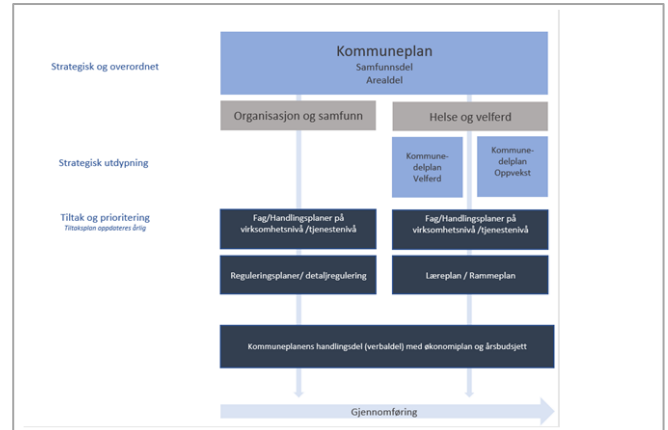 Kommuneplan
Samfunnsdel
Arealdel
Strategisk og overordnet
Organisasjon og samfunn
Helse og velferd
Strategisk utdypning
Kommune-
delplan
Velferd
Kommune-
delplan
Oppvekst
Tiltak og prioritering
Tiltaksplan oppdateres årlig
Fag/Handlingsplaner på
virksomhetsnivå /tjenestenivå
Fag/Handlingsplaner på
virksomhetsnivå /tjenestenivå
Reguleringsplaner/ detaljregulering
Læreplan / Rammeplan
Kommuneplanens handlingsdel (verbaldel) med økonomiplan og årsbudsjett
Gjennomføring